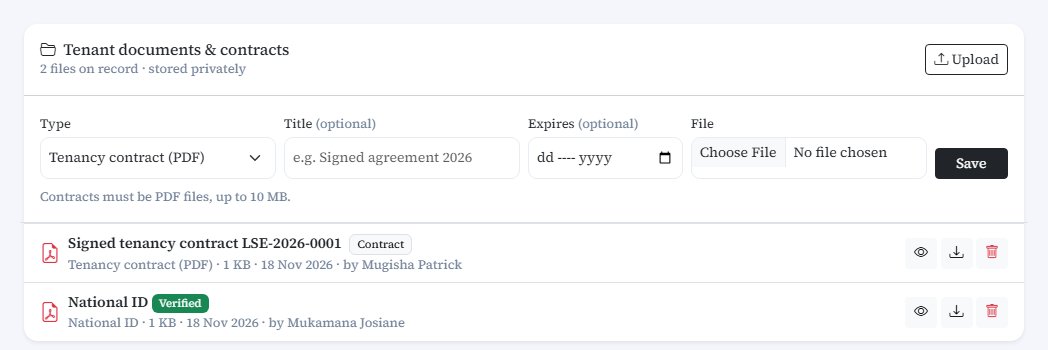 Tenant documents & contracts
2 files on record · stored privately
Upload
Type
Title (optional)
Expires (optional)
File
Tenancy contract (PDF)
e.g. Signed agreement 2026
dd ---- yyyy
Choose File No file chosen
Save
Contracts must be PDF files, up to 10 MB.
Signed tenancy contract LSE-2026-0001 Contract
Tenancy contract (PDF) · 1 KB · 18 Nov 2026 · by Mugisha Patrick
National ID Verified
National ID · 1 KB · 18 Nov 2026 · by Mukamana Josiane